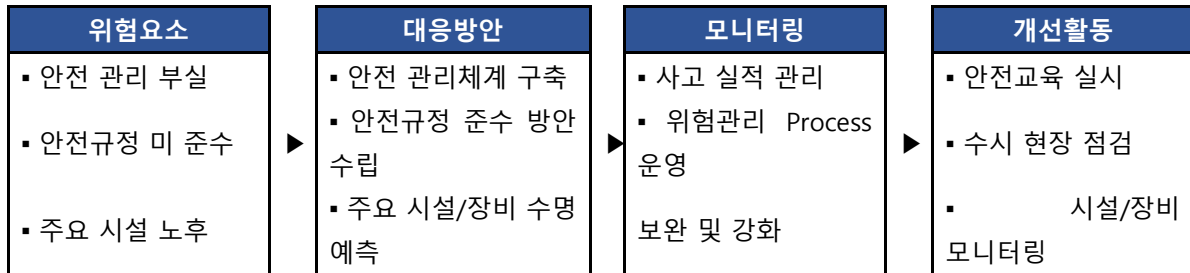 위험요소
▪ 안전 관리 부실
▪ 안전규정 미 준수
▪ 주요 시설 노후
▶
대응방안
▪ 안전 관리체계 구축
▪ 안전규정 준수 방안
수립
▪ 주요 시설/장비 수명
예측
▶
모니터링
▪ 사고 실적 관리
▪ 위험관리 Process
운영
보완 및 강화
▶
개선활동
▪ 안전교육 실시
▪ 수시 현장 점검
▪ 시설/장비
모니터링